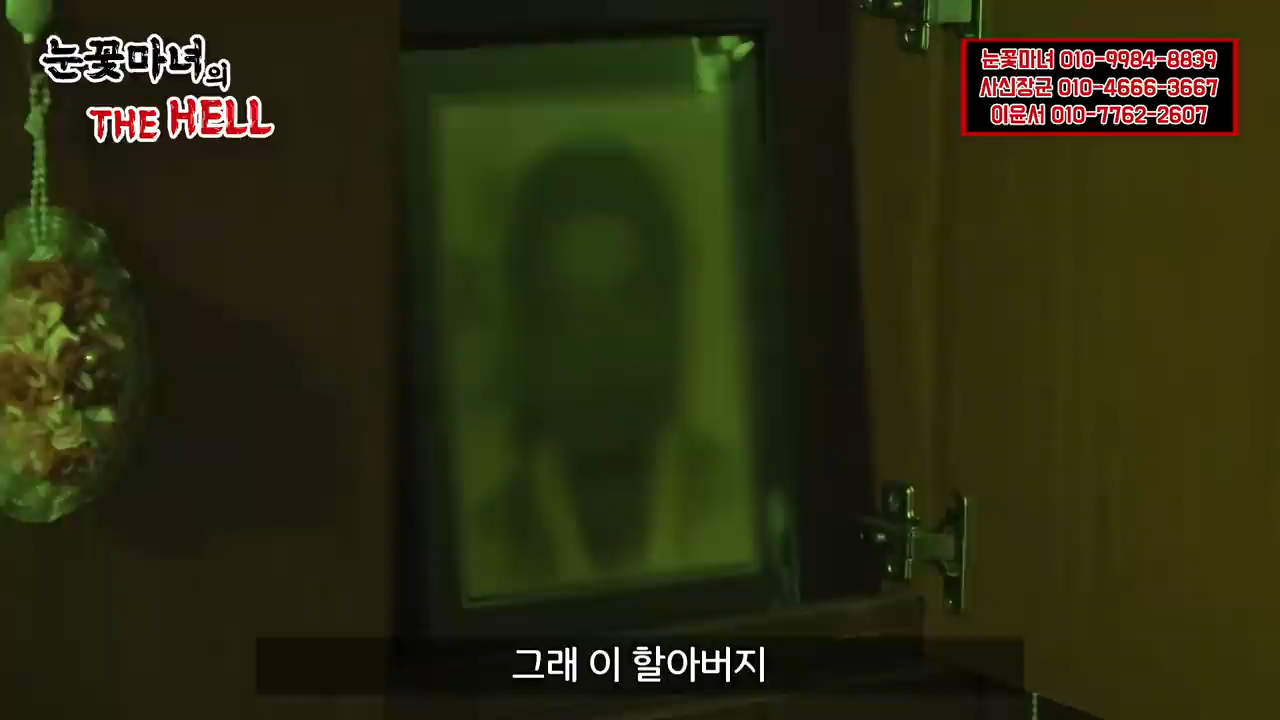 눈꽃마녀의
THE HELL
눈꽃마녀 010-9984-8839
사신장군 010-4666-3667
이윤서 010-7762-2607
그래 이 할아버지